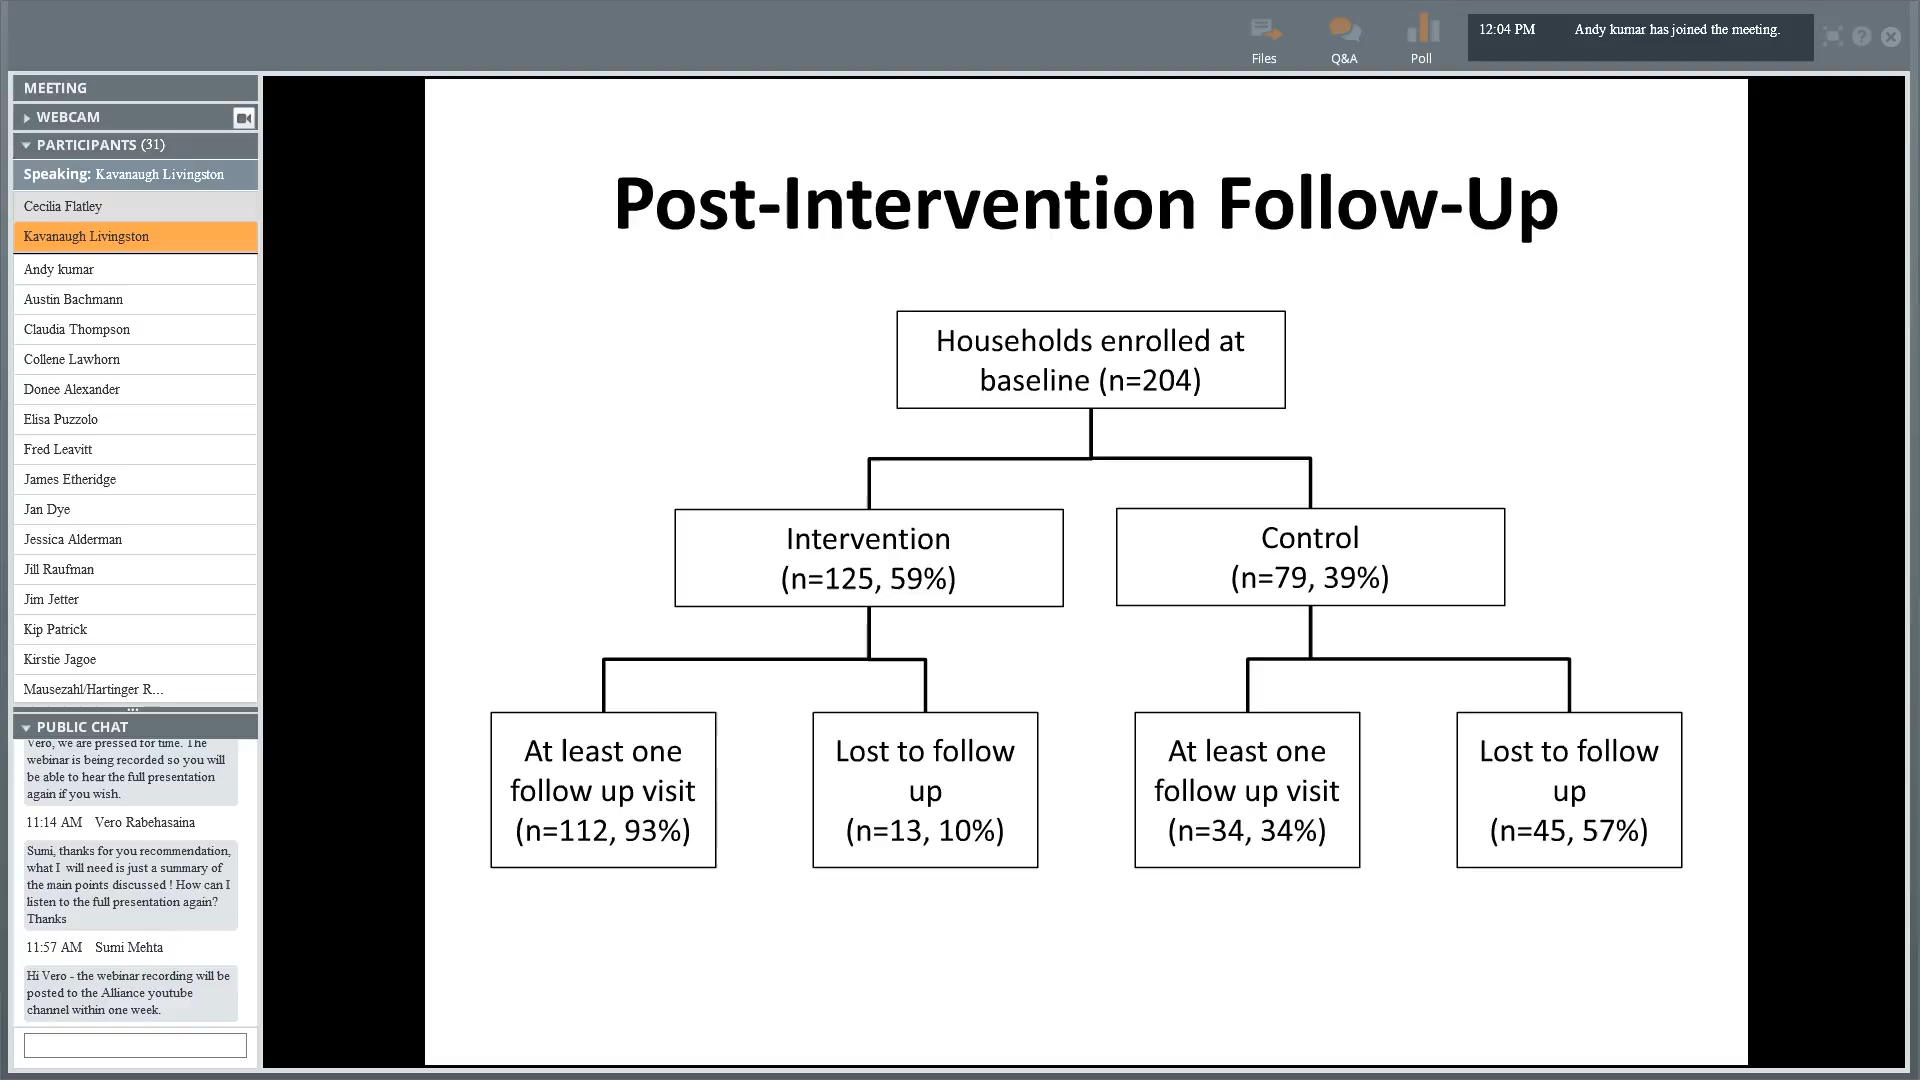 Files
Q&A
Poll
12:04 PM Andy kumar has joined the meeting.
MEETING
WEBCAM
PARTICIPANTS (31)
Speaking: Kavanaugh Livingston
Cecilia Flatley
Kavanaugh Livingston
Andy kumar
Austin Bachmann
Claudia Thompson
Collene Lawhorn
Donee Alexander
Elisa Puzzolo
Fred Leavitt
James Etheridge
Jan Dye
Jessica Alderman
Jill Raufman
Jim Jetter
Kip Patrick
Kirstie Jagoe
Mausezahl/Hartinger R...
PUBLIC CHAT
Vero, we are pressed for time. The
webinar is being recorded so you will
be able to hear the full presentation
again if you wish.
11:14 AM Vero Rabehasaina
Sumi, thanks for you recommendation,
what I will need is just a summary of
the main points discussed ! How can I
listen to the full presentation again?
Thanks
11:57 AM Sumi Mehta
Hi Vero - the webinar recording will be
posted to the Alliance youtube
channel within one week.
Post-Intervention Follow-Up
Households enrolled at
baseline (n=204)
Intervention
(n=125, 59%)
Control
(n=79, 39%)
At least one
follow up visit
(n=112, 93%)
Lost to follow
up
(n=13, 10%)
At least one
follow up visit
(n=34, 34%)
Lost to follow
up
(n=45, 57%)